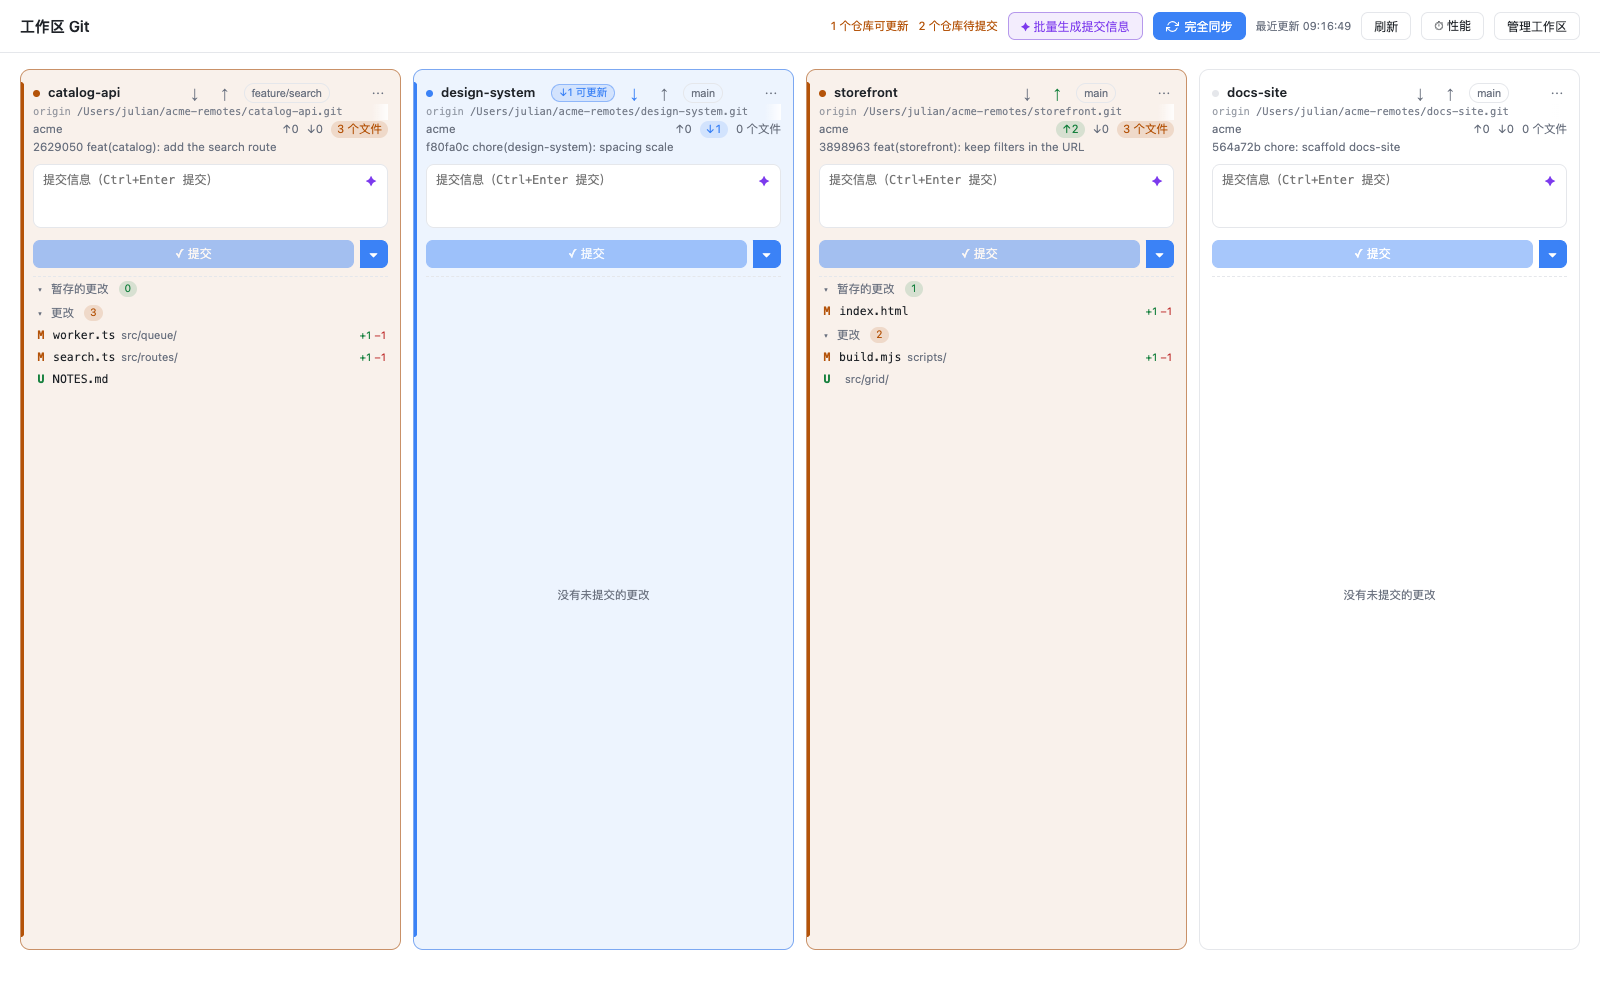 工作区 Git
1 个仓库可更新 2 个仓库待提交 ✦ 批量生成提交信息 完全同步 最近更新 09:16:49 刷新 ⏱ 性能 管理工作区
catalog-api ↓ ↑ feature/search ···
origin /Users/julian/acme-remotes/catalog-api.git
acme ↑0 ↓0 3 个文件
2629050 feat(catalog): add the search route
提交信息 (Ctrl+Enter 提交) ✦
✓ 提交
暂存的更改 0
更改 3
M worker.ts src/queue/ +1 −1
M search.ts src/routes/ +1 −1
U NOTES.md
design-system ↓1 可更新 ↓ ↑ main ···
origin /Users/julian/acme-remotes/design-system.git
acme ↑0 ↓1 0 个文件
f80fa0c chore(design-system): spacing scale
提交信息 (Ctrl+Enter 提交) ✦
✓ 提交
没有未提交的更改
storefront ↓ ↑ main ···
origin /Users/julian/acme-remotes/storefront.git
acme ↑2 ↓0 3 个文件
3898963 feat(storefront): keep filters in the URL
提交信息 (Ctrl+Enter 提交) ✦
✓ 提交
暂存的更改 1
M index.html +1 −1
更改 2
M build.mjs scripts/ +1 −1
U src/grid/
docs-site ↓ ↑ main ···
origin /Users/julian/acme-remotes/docs-site.git
acme ↑0 ↓0 0 个文件
564a72b chore: scaffold docs-site
提交信息 (Ctrl+Enter 提交) ✦
✓ 提交
没有未提交的更改